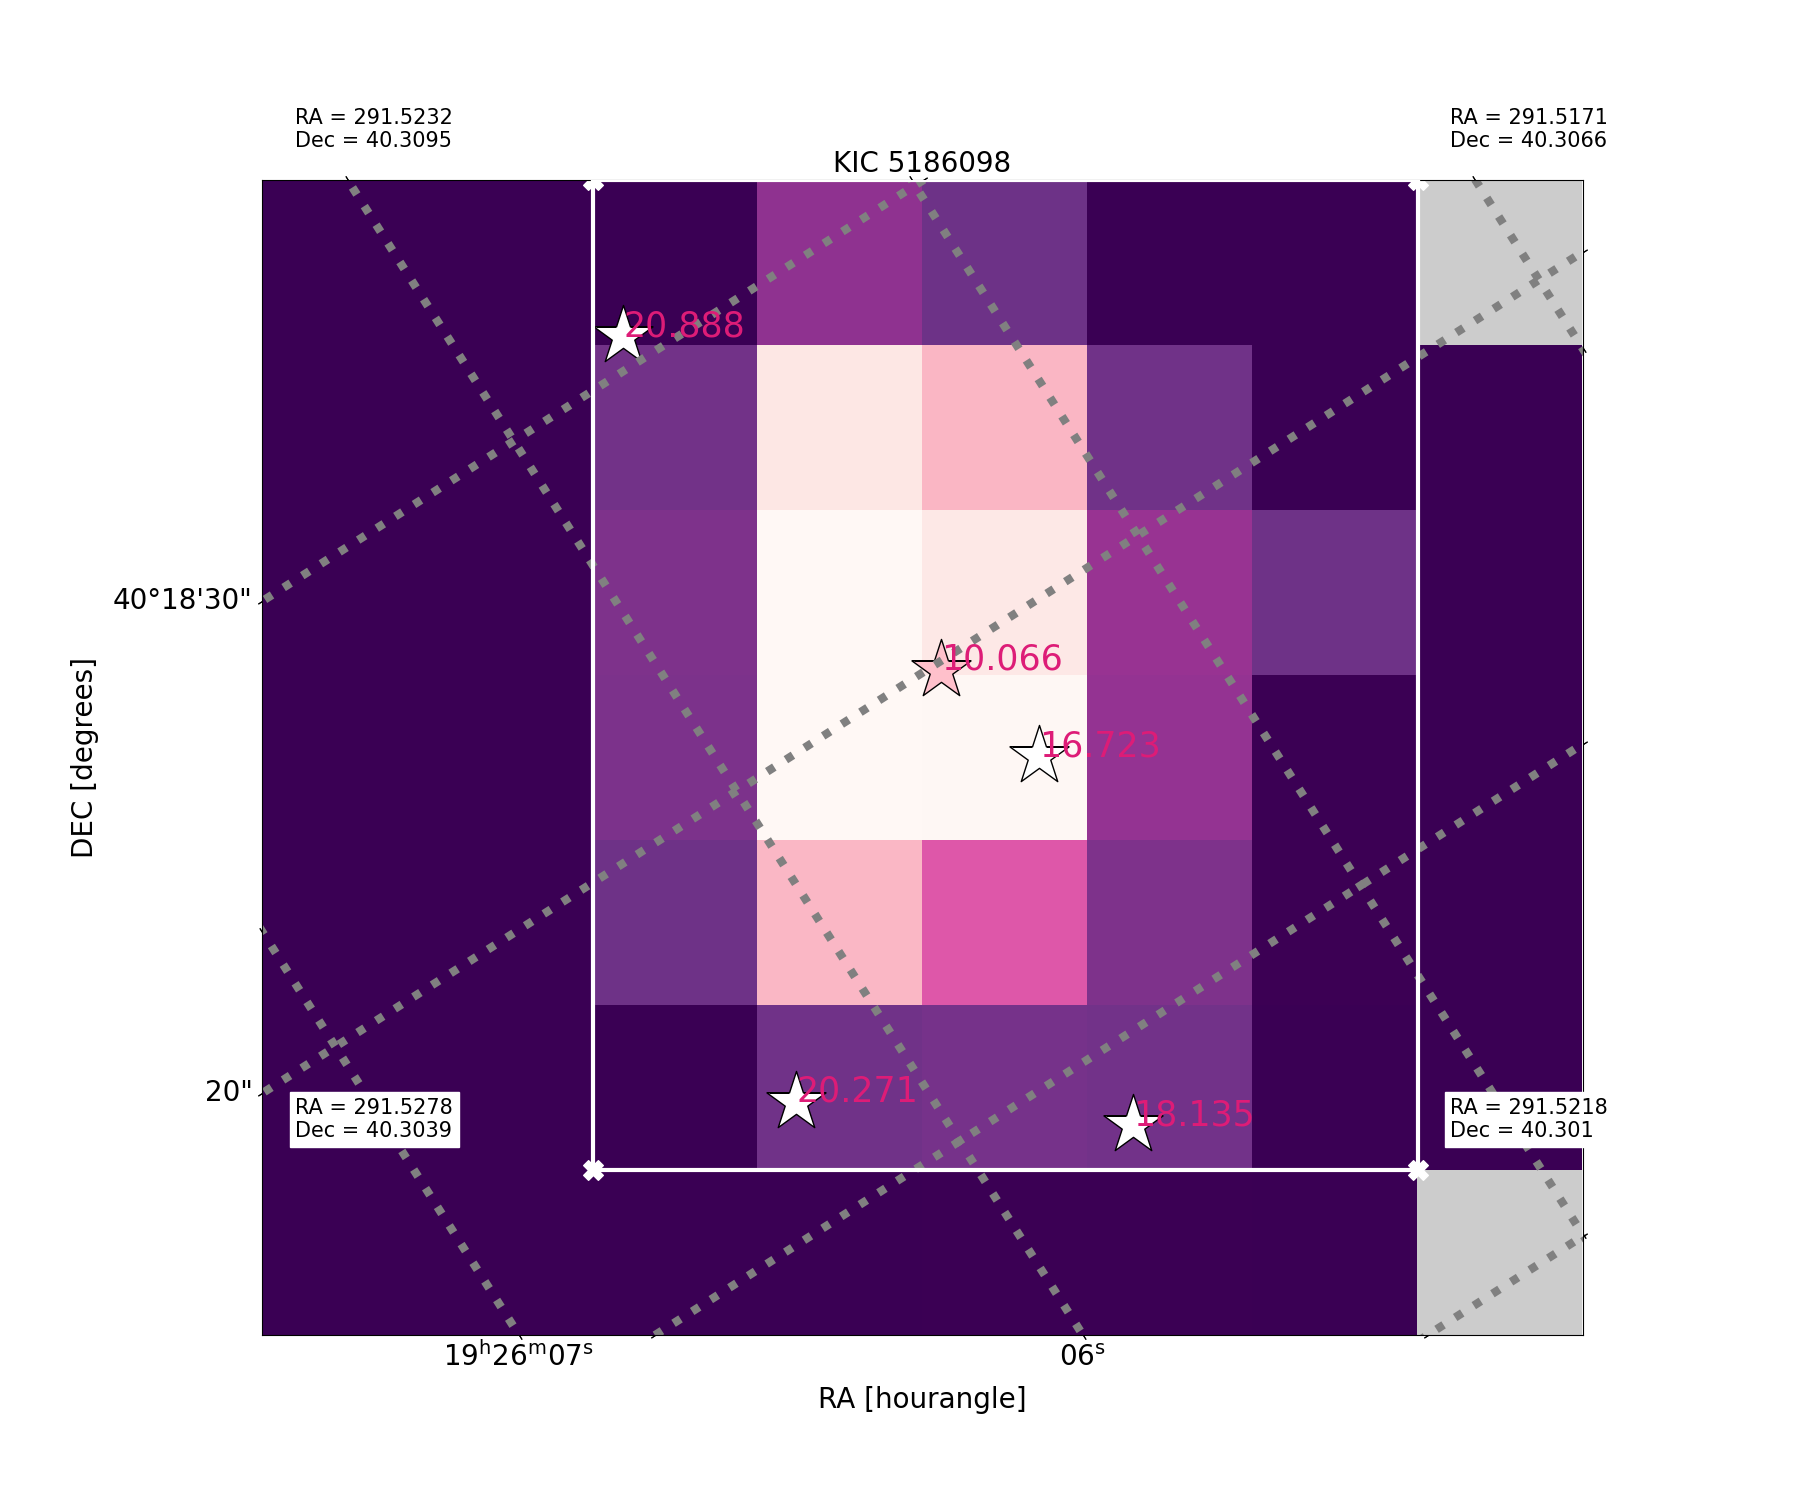 RA = 291.5232
Dec = 40.3095
RA = 291.5171
Dec = 40.3066
KIC 5186098
20.888
40°18'30"
10.066
16.723
DEC [degrees]
20.271
18.135
20"
RA = 291.5278
Dec = 40.3039
RA = 291.5218
Dec = 40.301
19h26m07s
06s
RA [hourangle]